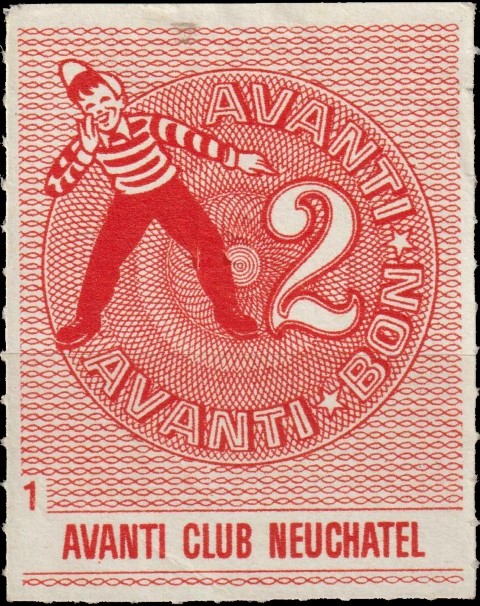 AVANTI
2
AVANTI ★ BON ★
1
AVANTI CLUB NEUCHATEL